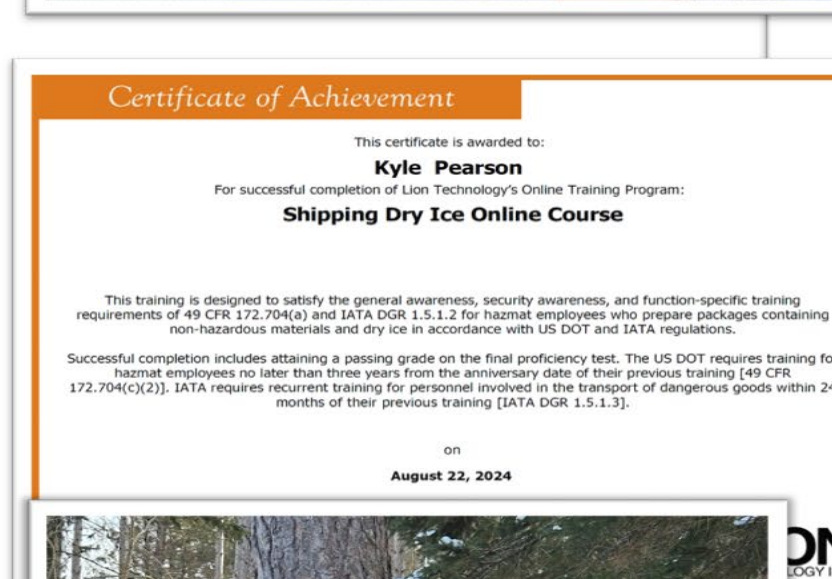 Certificate of Achievement
This certificate is awarded to:
Kyle Pearson
For successful completion of Lion Technology's Online Training Program:
Shipping Dry Ice Online Course
This training is designed to satisfy the general awareness, security awareness, and function-specific training
requirements of 49 CFR 172.704(a) and IATA DGR 1.5.1.2 for hazmat employees who prepare packages containing
non-hazardous materials and dry ice in accordance with US DOT and IATA regulations.
Successful completion includes attaining a passing grade on the final proficiency test. The US DOT requires training fo
hazmat employees no later than three years from the anniversary date of their previous training [49 CFR
172.704(c)(2)]. IATA requires recurrent training for personnel involved in the transport of dangerous goods within 24
months of their previous training [IATA DGR 1.5.1.3].
on
August 22, 2024